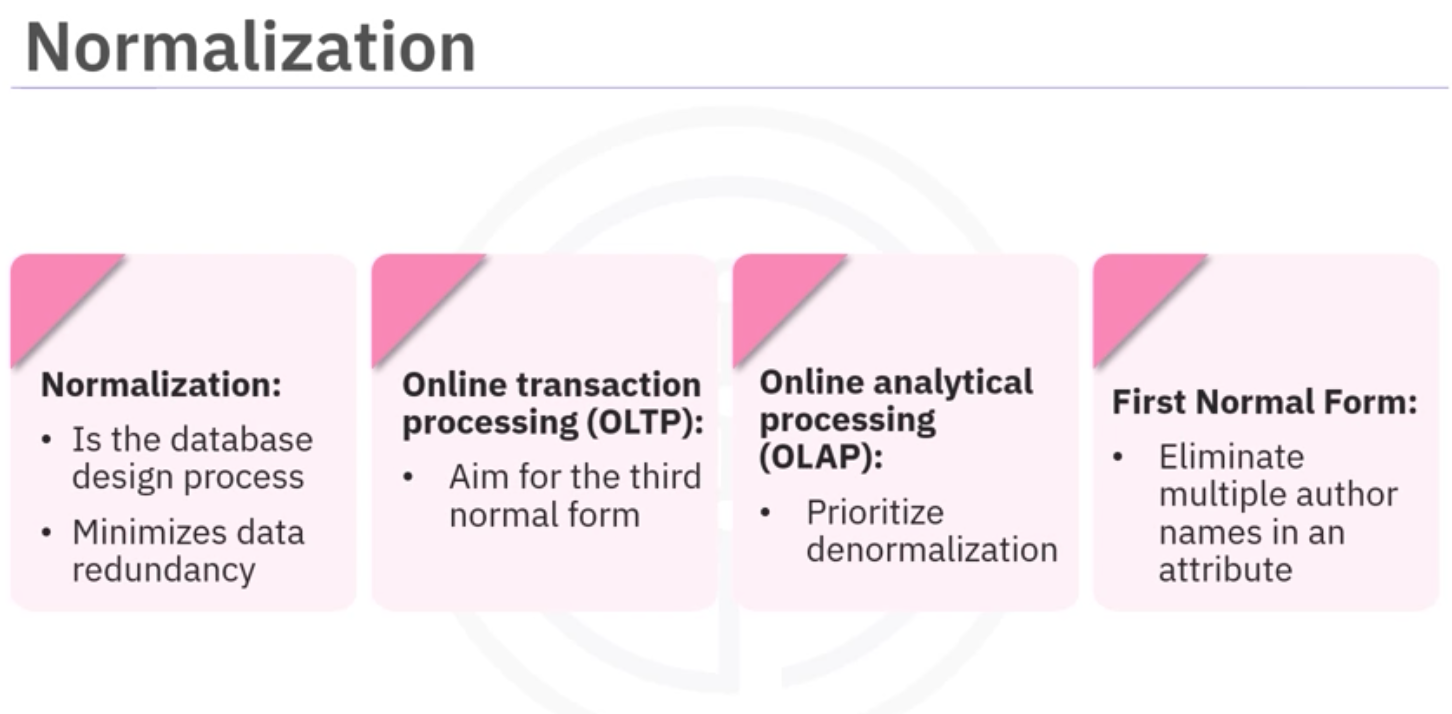 Normalization
Normalization:
• Is the database
design process
• Minimizes data
redundancy
Online transaction
processing (OLTP):
• Aim for the third
normal form
Online analytical
processing
(OLAP):
• Prioritize
denormalization
First Normal Form:
• Eliminate
multiple author
names in an
attribute